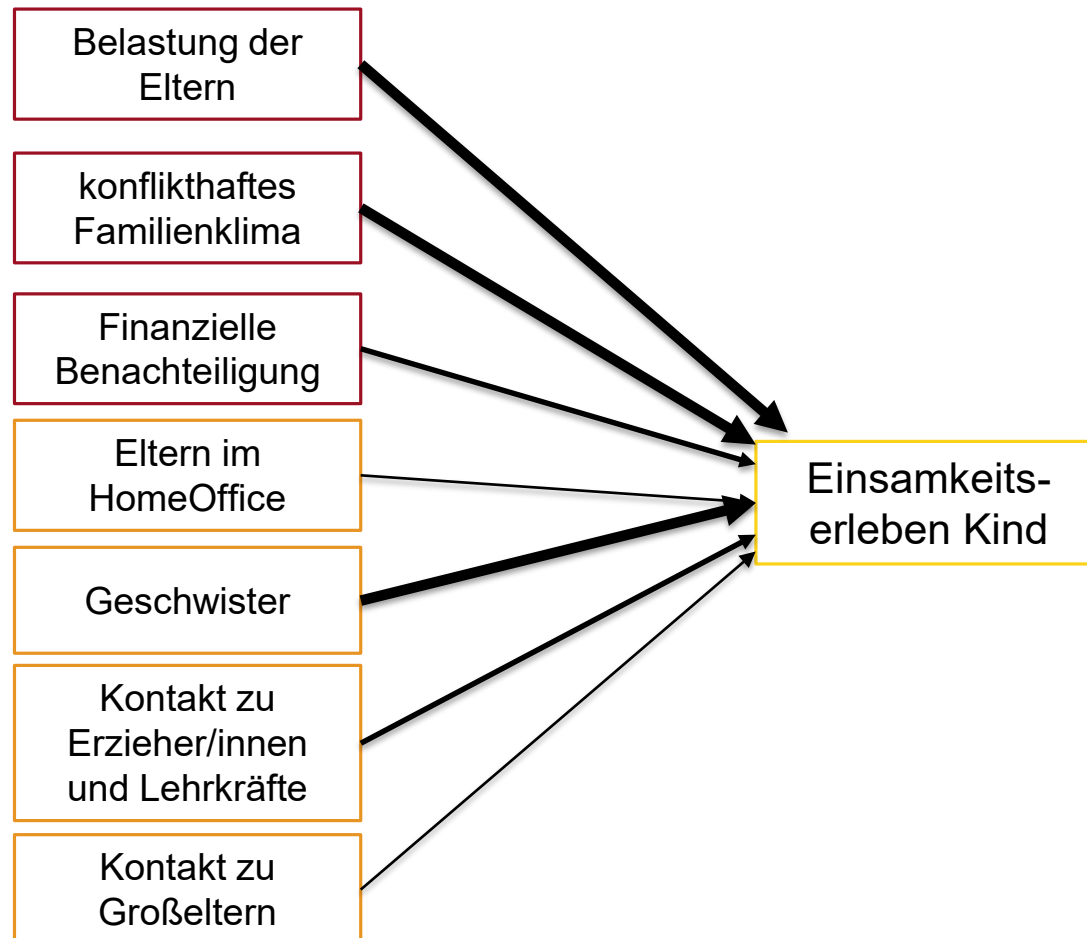 Belastung der
Eltern
konflikthaftes
Familienklima
Finanzielle
Benachteiligung
Eltern im
HomeOffice
Geschwister
Kontakt zu
Erzieher/innen
und Lehrkräfte
Kontakt zu
Großeltern
Einsamkeits-
erleben Kind